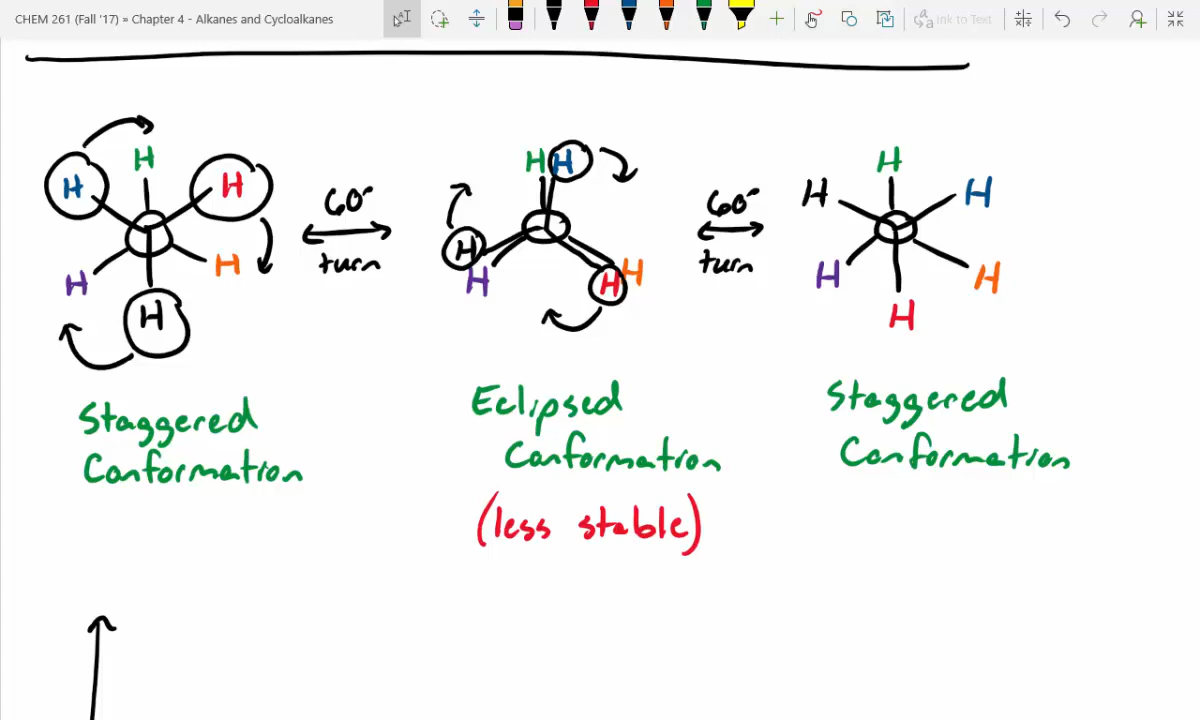 CHEM 261 (Fall '17) » Chapter 4 - Alkanes and Cycloalkanes
Ink to Text
H H H
H H
H
60°
turn
H H
H H
H H
60°
turn
H
H H
H H
H
Staggered
Conformation
Eclipsed
Conformation
(less stable)
Staggered
Conformation